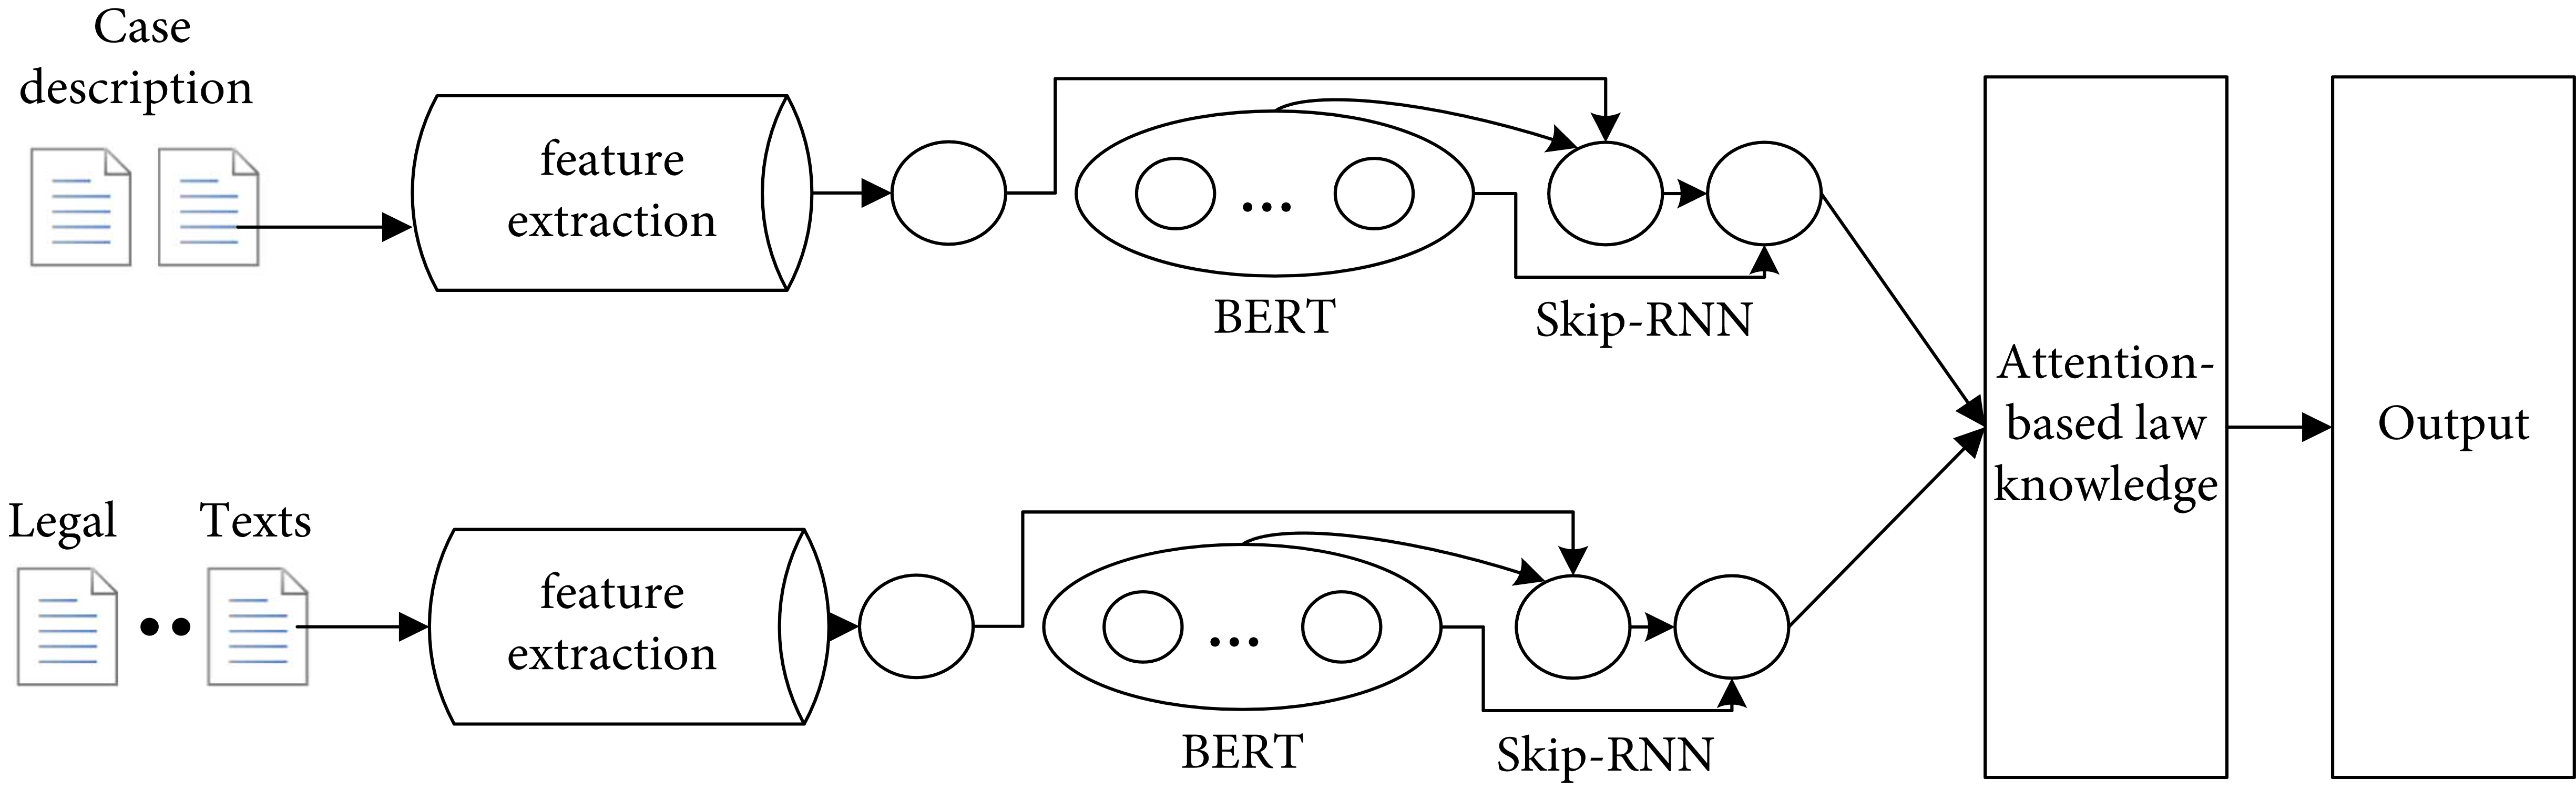 Case
description
feature
extraction
...
BERT
Skip-RNN
Attention-
based law
knowledge
Output
Legal Texts
feature
extraction
...
BERT
Skip-RNN